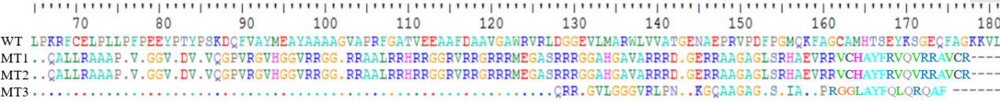 70 80 90 100 110 120 130 140 150 160 170 180
WT LPKRFCELPLLPFPEEYPTYPSKDQFVAYMEAYAAAAGVAPRFGATVEEAAFDAAVGAWRVRLDGGEVLMARWLVVATGENAEPRVPDFPGMQKFAGCAMHTSEYKSGEQFAGKKVL
MT1 ..QALLRAAAP.V.GGV.DV.VQGPVRGVHGGVRRGG.RRAALRRHRRGGRVRRGRRRMEGASRRRGGAHGAVARRRD.GERRAAGAGLSRHAEVRRVCHAYFRVQVRRAVCR----
MT2 ..QALLRAAAP.V.GGV.DV.VQGPVRGVHGGVRRGG.RRAALRRHRRGGRVRRGRRRMEGASRRRGGAHGAVARRRD.GERRAAGAGLSRHAEVRRVCHAYFRVQVRRAVCR----
MT3 ...............................................................QRR.GVLGGGVRLPN..KGQAAGAG.S.IA..PRGGLAYFQLQRQAF ------